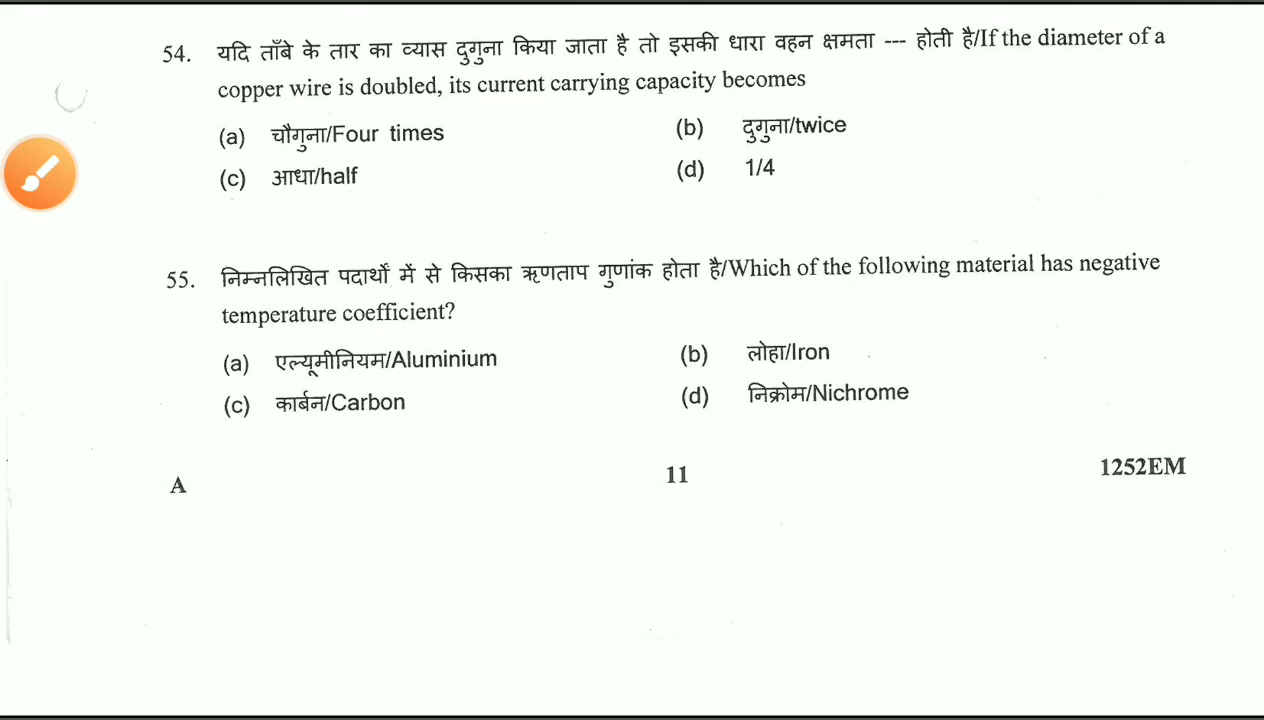 54. यदि ताँबे के तार का व्यास दुगुना किया जाता है तो इसकी धारा वहन क्षमता --- होती है/If the diameter of a
copper wire is doubled, its current carrying capacity becomes
(a) चौगुना/Four times (b) दुगुना/twice
(c) आधा/half (d) 1/4
55. निम्नलिखित पदार्थों में से किसका ऋणताप गुणांक होता है/Which of the following material has negative
temperature coefficient?
(a) एल्यूमीनियम/Aluminium (b) लोहा/Iron
(c) कार्बन/Carbon (d) निक्रोम/Nichrome
A 11 1252EM